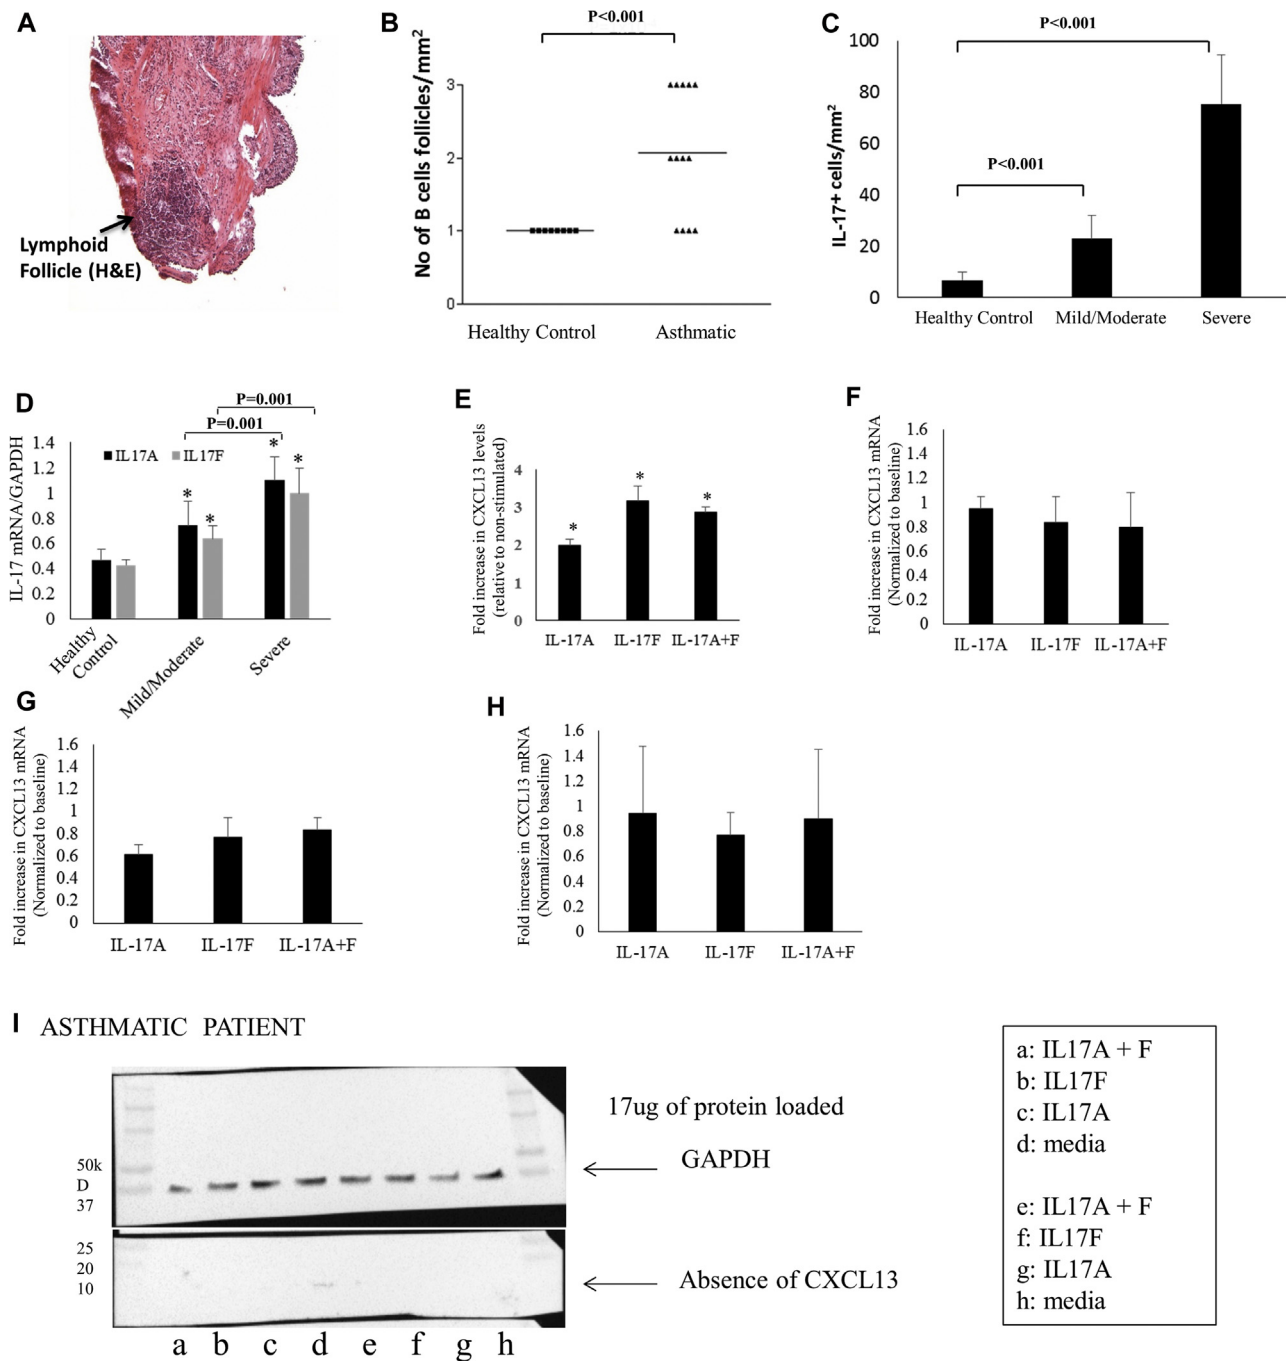 A
Lymphoid
Follicle (H&E)
B
P<0.001
No of B cells follicles/mm²
3
2
1
0
Healthy Control
Asthmatic
C
P<0.001
P<0.001
IL-17⁺ cells/mm²
100
80
60
40
20
0
Healthy Control
Mild/Moderate
Severe
D
P=0.001
P=0.001
IL17A
IL17F
IL-17 mRNA/GAPDH
1.4
1.2
1
0.8
0.6
0.4
0.2
0
* * * *
Healthy
Control
Mild/Moderate
Severe
E
Fold increase in CXCL13 levels
(relative to non-stimulated
4
3
2
1
0
* * *
IL-17A
IL-17F
IL-17A+F
F
Fold increase in CXCL13 mRNA
(Normalized to baseline)
1.6
1.4
1.2
1
0.8
0.6
0.4
0.2
0
IL-17A
IL-17F
IL-17A+F
G
Fold increase in CXCL13 mRNA
(Normalized to baseline)
1.6
1.4
1.2
1
0.8
0.6
0.4
0.2
0
IL-17A
IL-17F
IL-17A+F
H
Fold increase in CXCL13 mRNA
(Normalized to baseline)
1.6
1.4
1.2
1
0.8
0.6
0.4
0.2
0
IL-17A
IL-17F
IL-17A+F
I ASTHMATIC PATIENT
50k
D
37
25
20
10
17ug of protein loaded
GAPDH
Absence of CXCL13
a b c d e f g h
a: IL17A + F
b: IL17F
c: IL17A
d: media
e: IL17A + F
f: IL17F
g: IL17A
h: media